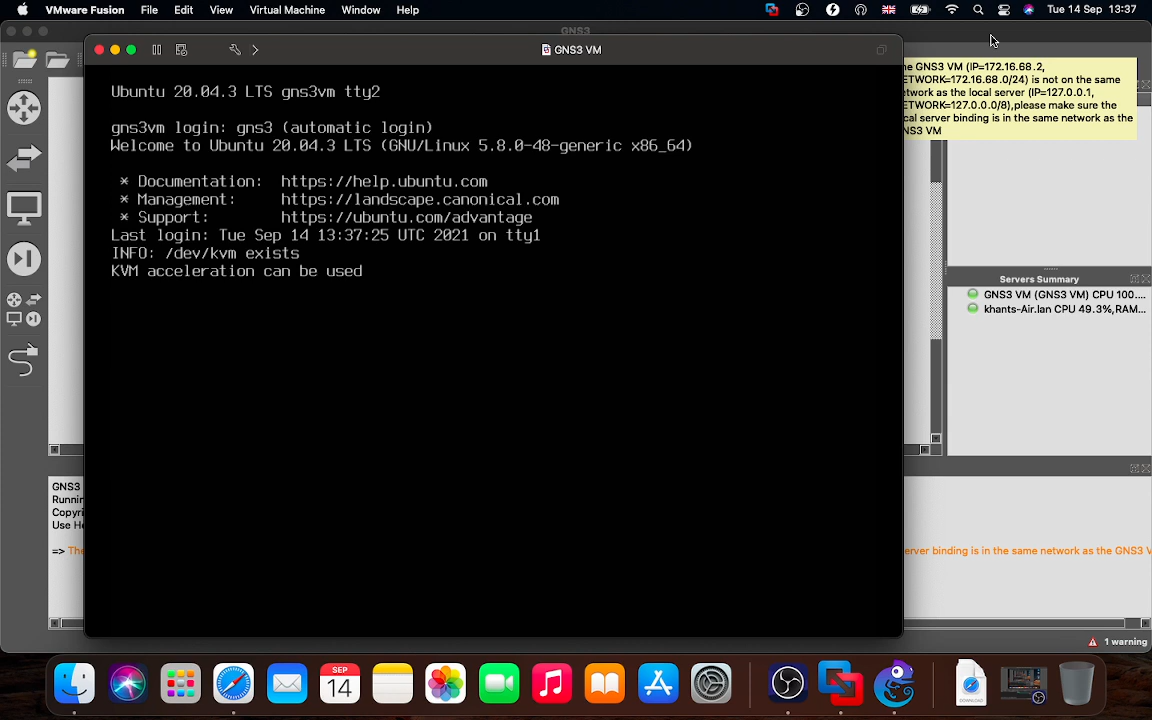 VMware Fusion File Edit View Virtual Machine Window Help Tue 14 Sep 13:37
GNS3
GNS3 VM
Ubuntu 20.04.3 LTS gns3vm tty2
gns3vm login: gns3 (automatic login)
Welcome to Ubuntu 20.04.3 LTS (GNU/Linux 5.8.0-48-generic x86_64)
* Documentation: https://help.ubuntu.com
* Management: https://landscape.canonical.com
* Support: https://ubuntu.com/advantage
Last login: Tue Sep 14 13:37:25 UTC 2021 on tty1
INFO: /dev/kvm exists
KVM acceleration can be used
GNS3 VM (IP=172.16.68.2,
ETWORK=172.16.68.0/24) is not on the same
etwork as the local server (IP=127.0.0.1,
ETWORK=127.0.0.0/8),please make sure the
cal server binding is in the same network as the
NS3 VM
Servers Summary
GNS3 VM (GNS3 VM) CPU 100....
khants-Air.lan CPU 49.3%,RAM...
GNS3
Runnin
Copyri
Use He
=> The
erver binding is in the same network as the GNS3 V
1 warning
SEP
14
DOWNLOAD